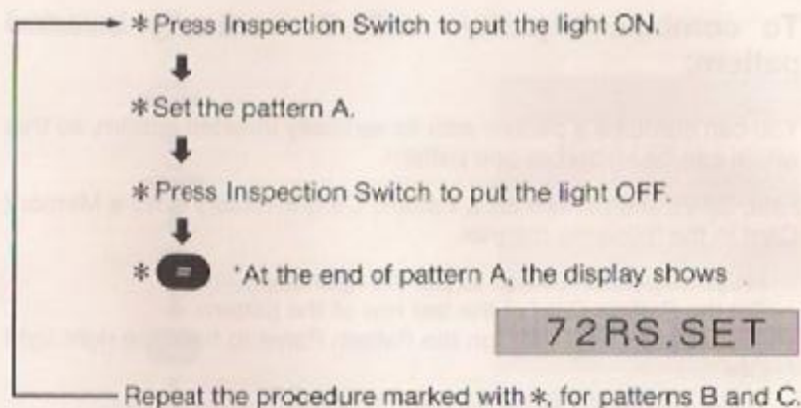 *Press Inspection Switch to put the light ON.
*Set the pattern A.
*Press Inspection Switch to put the light OFF.
* = *At the end of pattern A, the display shows .
72RS.SET
Repeat the procedure marked with *, for patterns B and C.